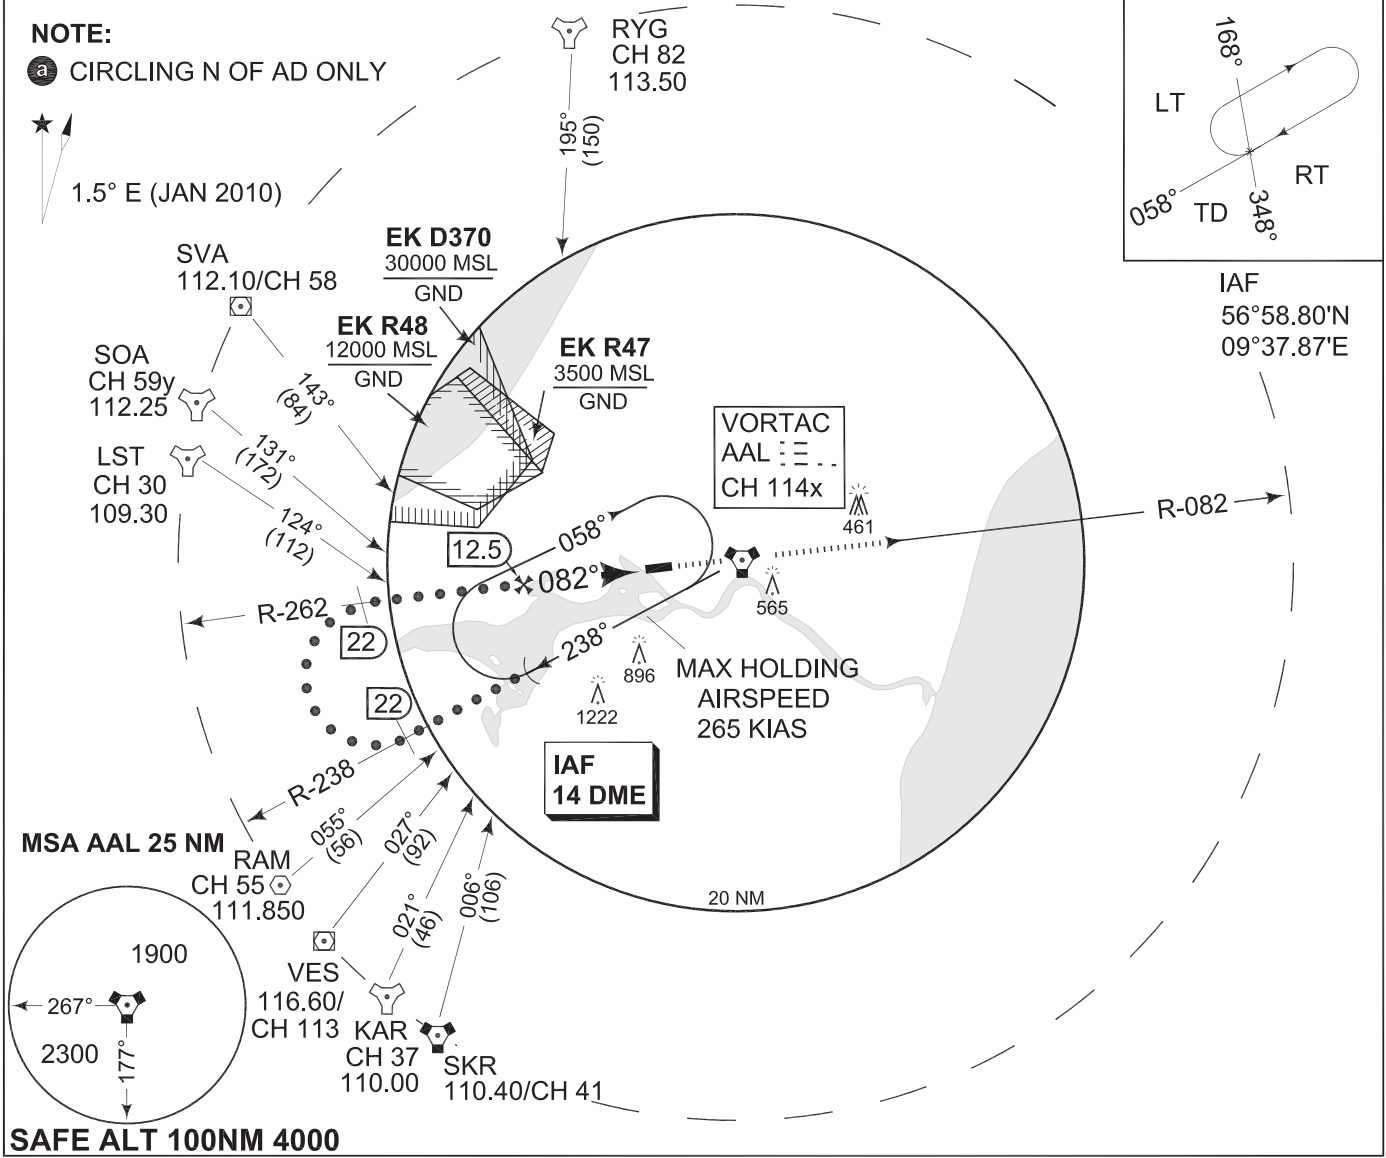 NOTE:
a CIRCLING N OF AD ONLY
1.5° E (JAN 2010)
RYG
CH 82
113.50
195°
(150)
168°
LT
RT
058°
TD
348°
IAF
56°58.80'N
09°37.87'E
SVA
112.10/CH 58
EK D370
30000 MSL
GND
EK R48
12000 MSL
GND
EK R47
3500 MSL
GND
SOA
CH 59y
112.25
143°
(84)
LST
CH 30
109.30
131°
(172)
124°
(112)
VORTAC
AAL
CH 114x
461
R-082
12.5
058°
082°
565
R-262
22
238°
896
1222
MAX HOLDING
AIRSPEED
265 KIAS
22
R-238
IAF
14 DME
MSA AAL 25 NM
RAM
CH 55
111.850
055°
(56)
027°
(92)
021°
(46)
006°
(106)
20 NM
1900
267°
2300
177°
VES
116.60/
CH 113
KAR
CH 37
110.00
SKR
110.40/CH 41
SAFE ALT 100NM 4000